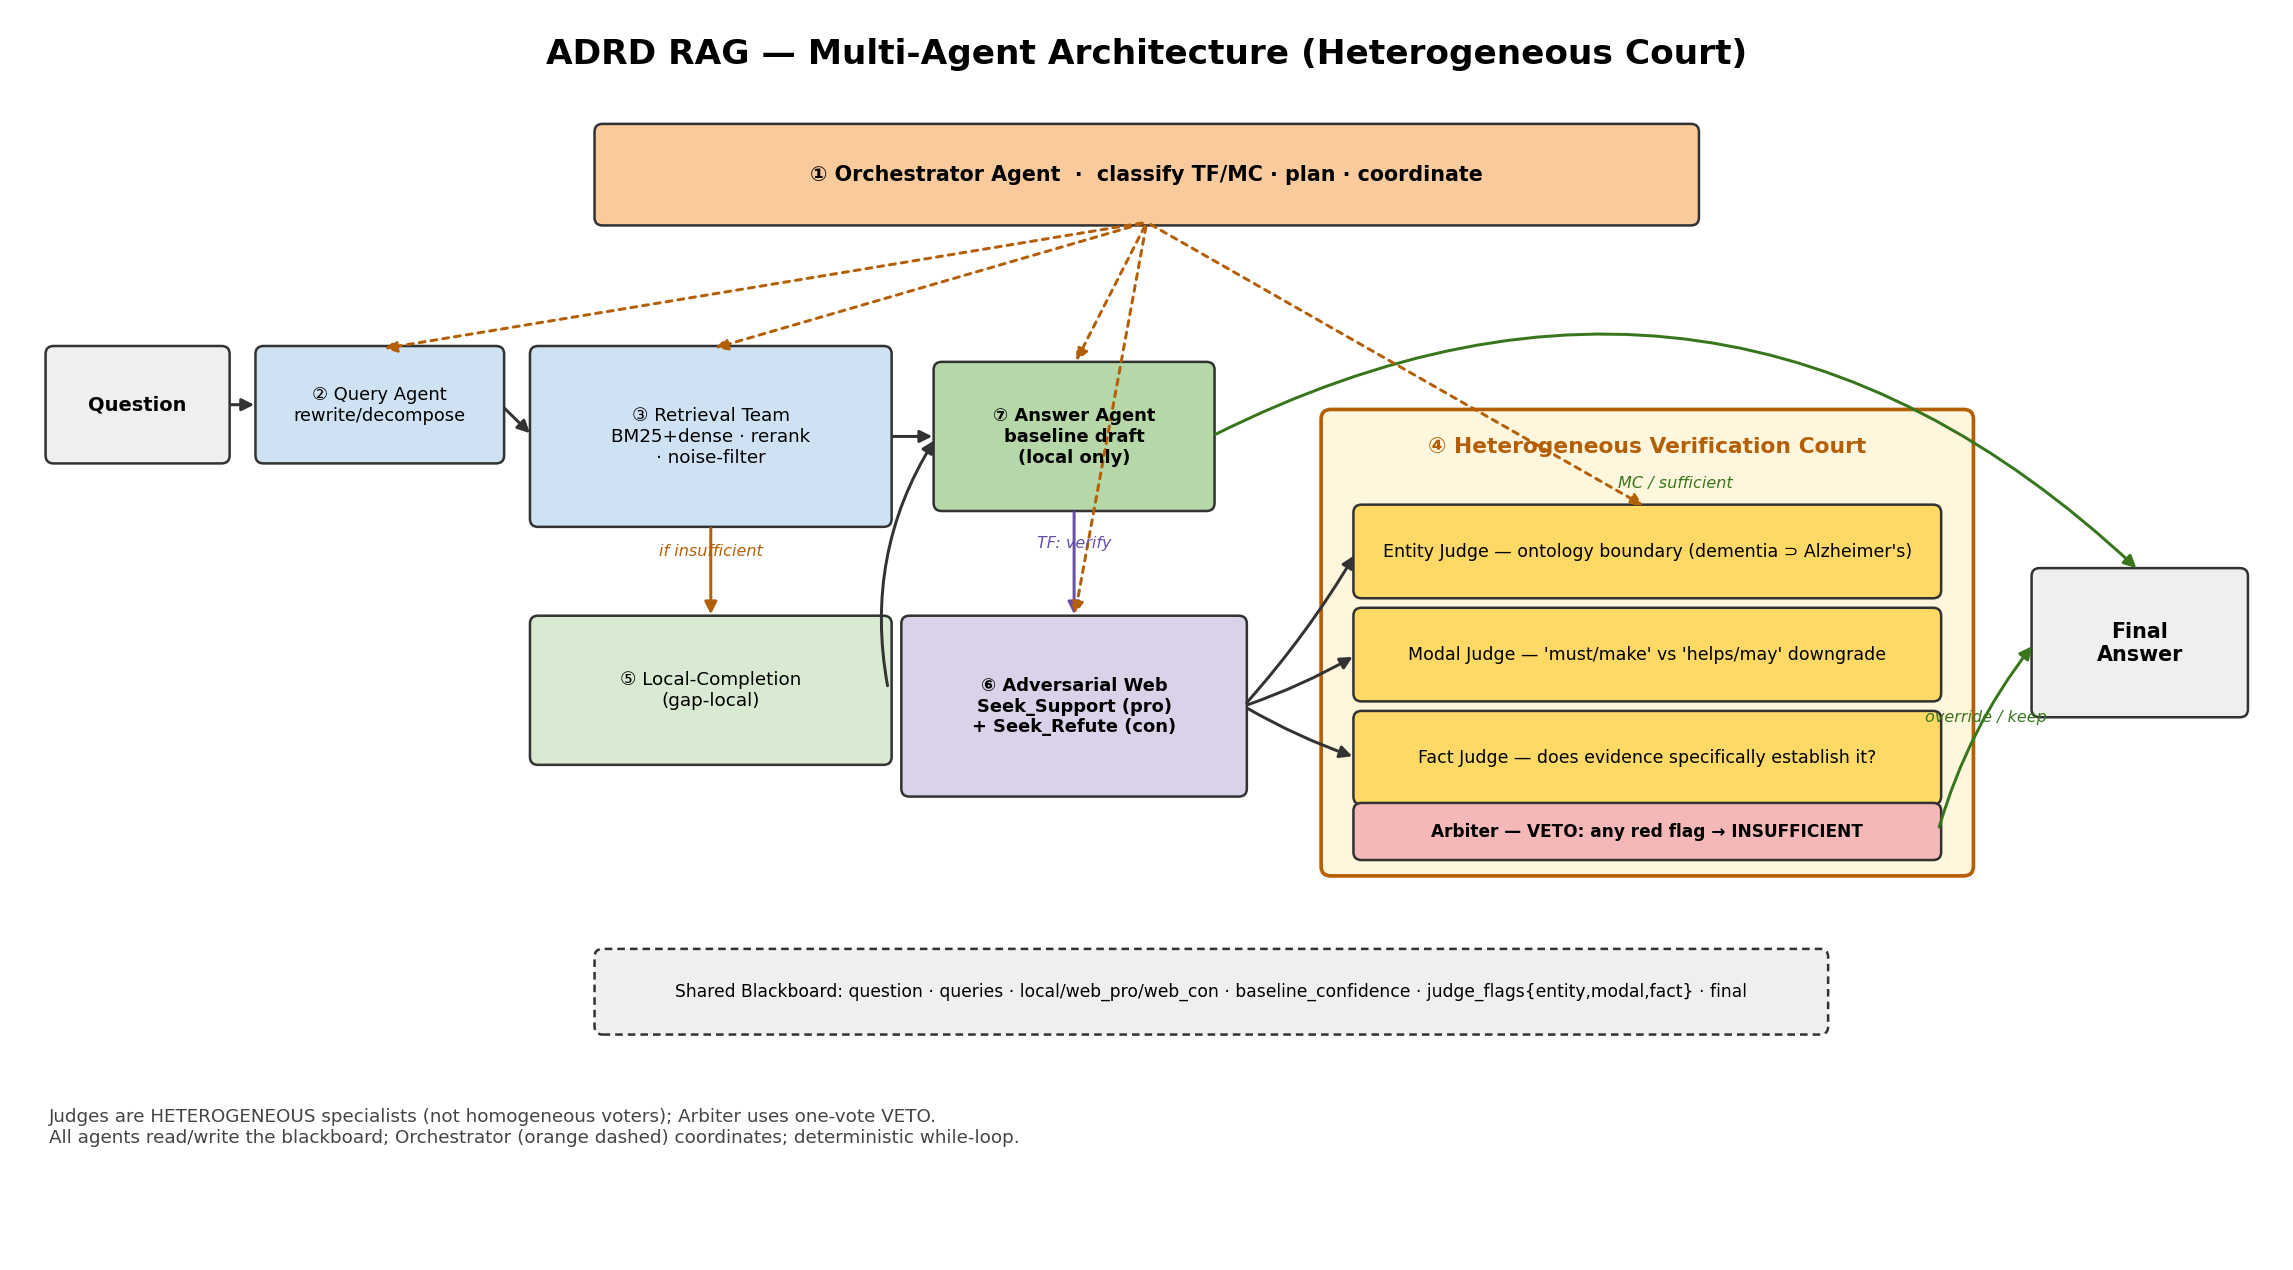 ADRD RAG — Multi-Agent Architecture (Heterogeneous Court)
① Orchestrator Agent · classify TF/MC · plan · coordinate
Question
② Query Agent
rewrite/decompose
③ Retrieval Team
BM25+dense · rerank
· noise-filter
⑦ Answer Agent
baseline draft
(local only)
④ Heterogeneous Verification Court
MC / sufficient
if insufficient
TF: verify
Entity Judge — ontology boundary (dementia ⊃ Alzheimer's)
Modal Judge — 'must/make' vs 'helps/may' downgrade
Fact Judge — does evidence specifically establish it?
Arbiter — VETO: any red flag → INSUFFICIENT
⑤ Local-Completion
(gap-local)
⑥ Adversarial Web
Seek_Support (pro)
+ Seek_Refute (con)
Final
Answer
override / keep
Shared Blackboard: question · queries · local/web_pro/web_con · baseline_confidence · judge_flags{entity,modal,fact} · final
Judges are HETEROGENEOUS specialists (not homogeneous voters); Arbiter uses one-vote VETO.
All agents read/write the blackboard; Orchestrator (orange dashed) coordinates; deterministic while-loop.